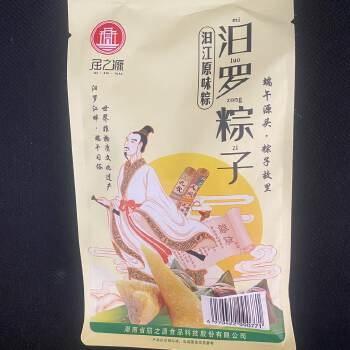 屈之源
QU ZHI YUAN
汨江原味粽
mi
汨
luo
罗
zong
粽
zi
子
端午源头,粽子故里
世界非物质文化遗产
汨罗江畔·端午习俗
湖南省屈之源食品科技股份有限公司